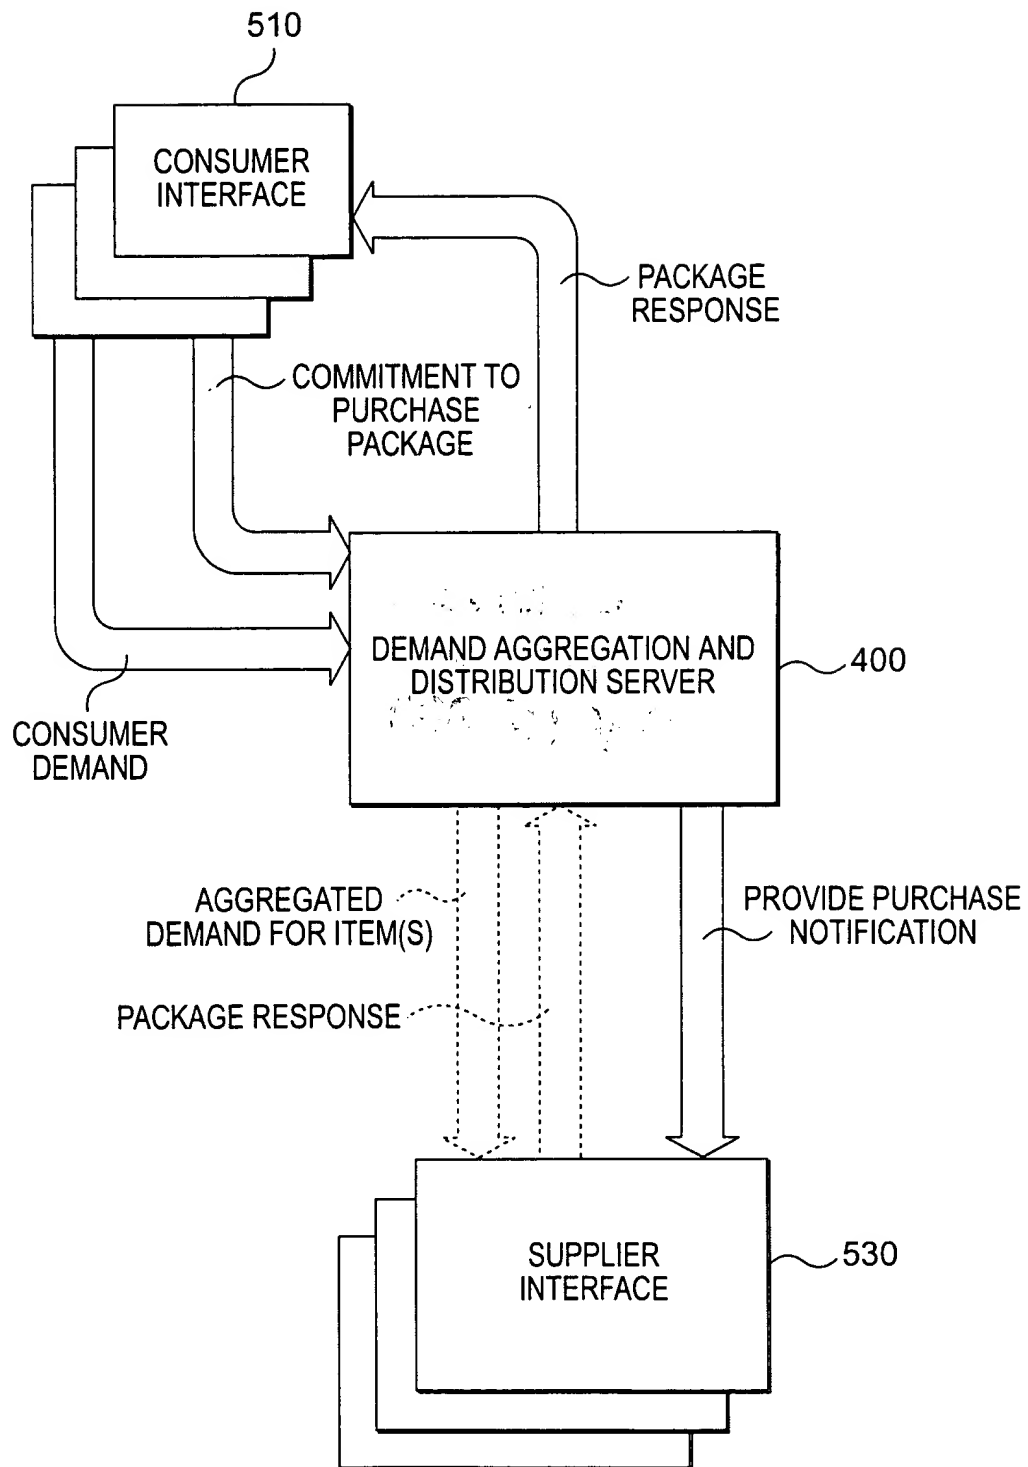 510
CONSUMER
INTERFACE
PACKAGE
RESPONSE
COMMITMENT TO
PURCHASE
PACKAGE
DEMAND AGGREGATION AND
DISTRIBUTION SERVER
400
CONSUMER
DEMAND
AGGREGATED
DEMAND FOR ITEM(S)
PROVIDE PURCHASE
NOTIFICATION
PACKAGE RESPONSE
SUPPLIER
INTERFACE
530